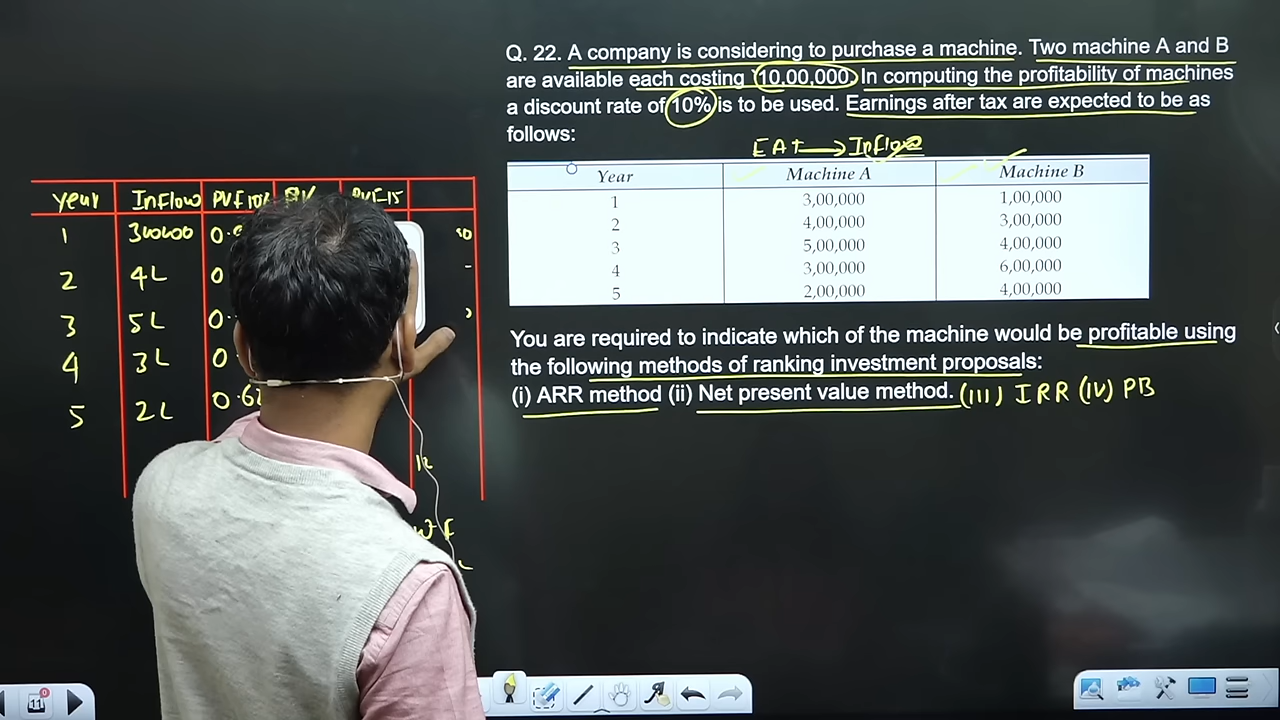 Q. 22. A company is considering to purchase a machine. Two machine A and B
are available each costing `10,00,000. In computing the profitability of machines
a discount rate of 10% is to be used. Earnings after tax are expected to be as
follows:
EAT → Inflow
Year Machine A Machine B
1 3,00,000 1,00,000
2 4,00,000 3,00,000
3 5,00,000 4,00,000
4 3,00,000 6,00,000
5 2,00,000 4,00,000
You are required to indicate which of the machine would be profitable using
the following methods of ranking investment proposals:
(i) ARR method (ii) Net present value method. (III) IRR (IV) PB
Year Inflow
1
2 4L
3 5L
4 3L
5 2L
11
0